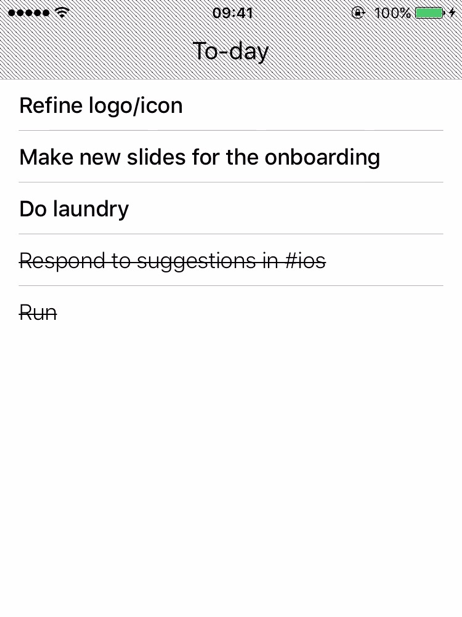 09:41
100%
To-day
Refine logo/icon
Make new slides for the onboarding
Do laundry
Respond to suggestions in #ios
Run